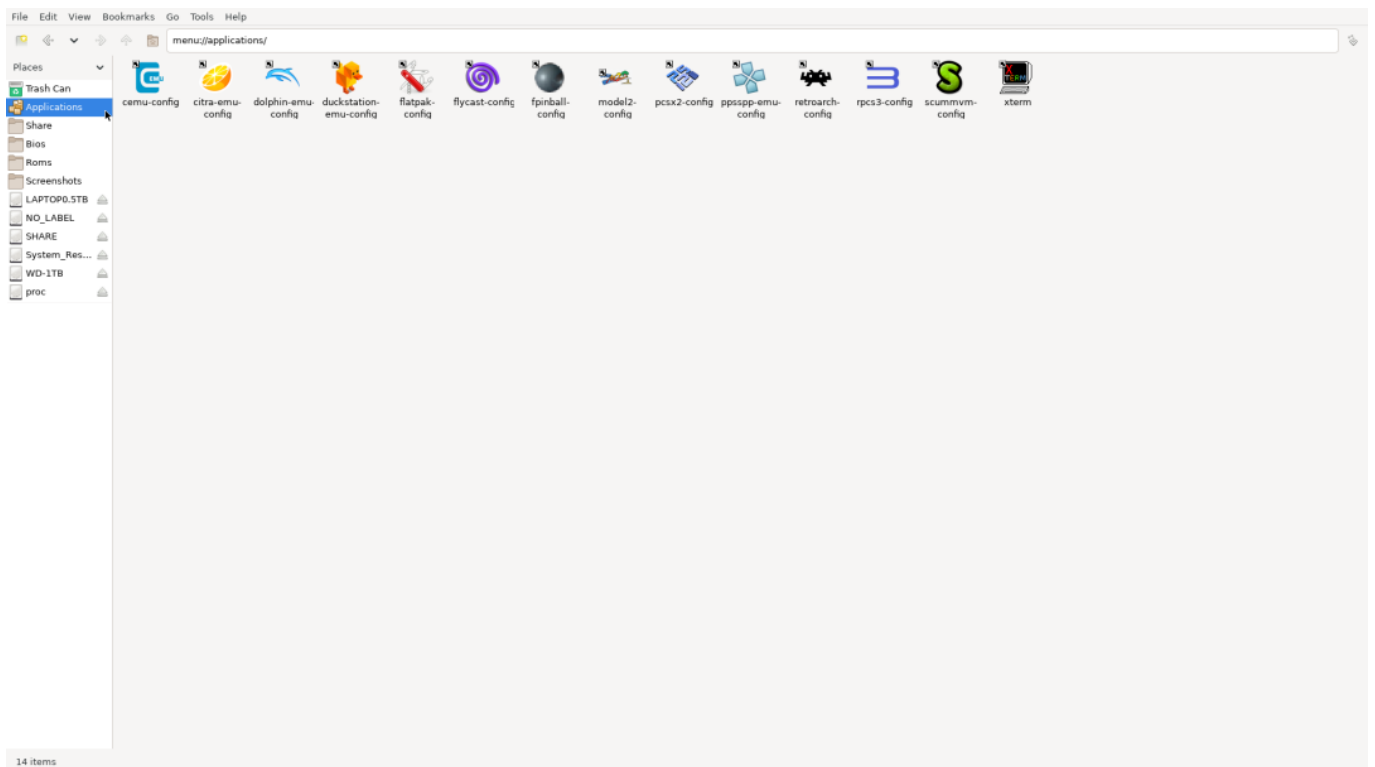 File Edit View Bookmarks Go Tools Help
menu://applications/
Places
Trash Can
Applications
Share
Bios
Roms
Screenshots
LAPTOP0.5TB
NO_LABEL
SHARE
System_Res...
WD-1TB
proc
cemu-config
citra-emu-
config
dolphin-emu-
config
duckstation-
emu-config
flatpak-
config
flycast-config
fpinball-
config
model2-
config
pcsx2-config
ppsspp-emu-
config
retroarch-
config
rpcs3-config
scummvm-
config
xterm
EMU
X
TERM
14 items